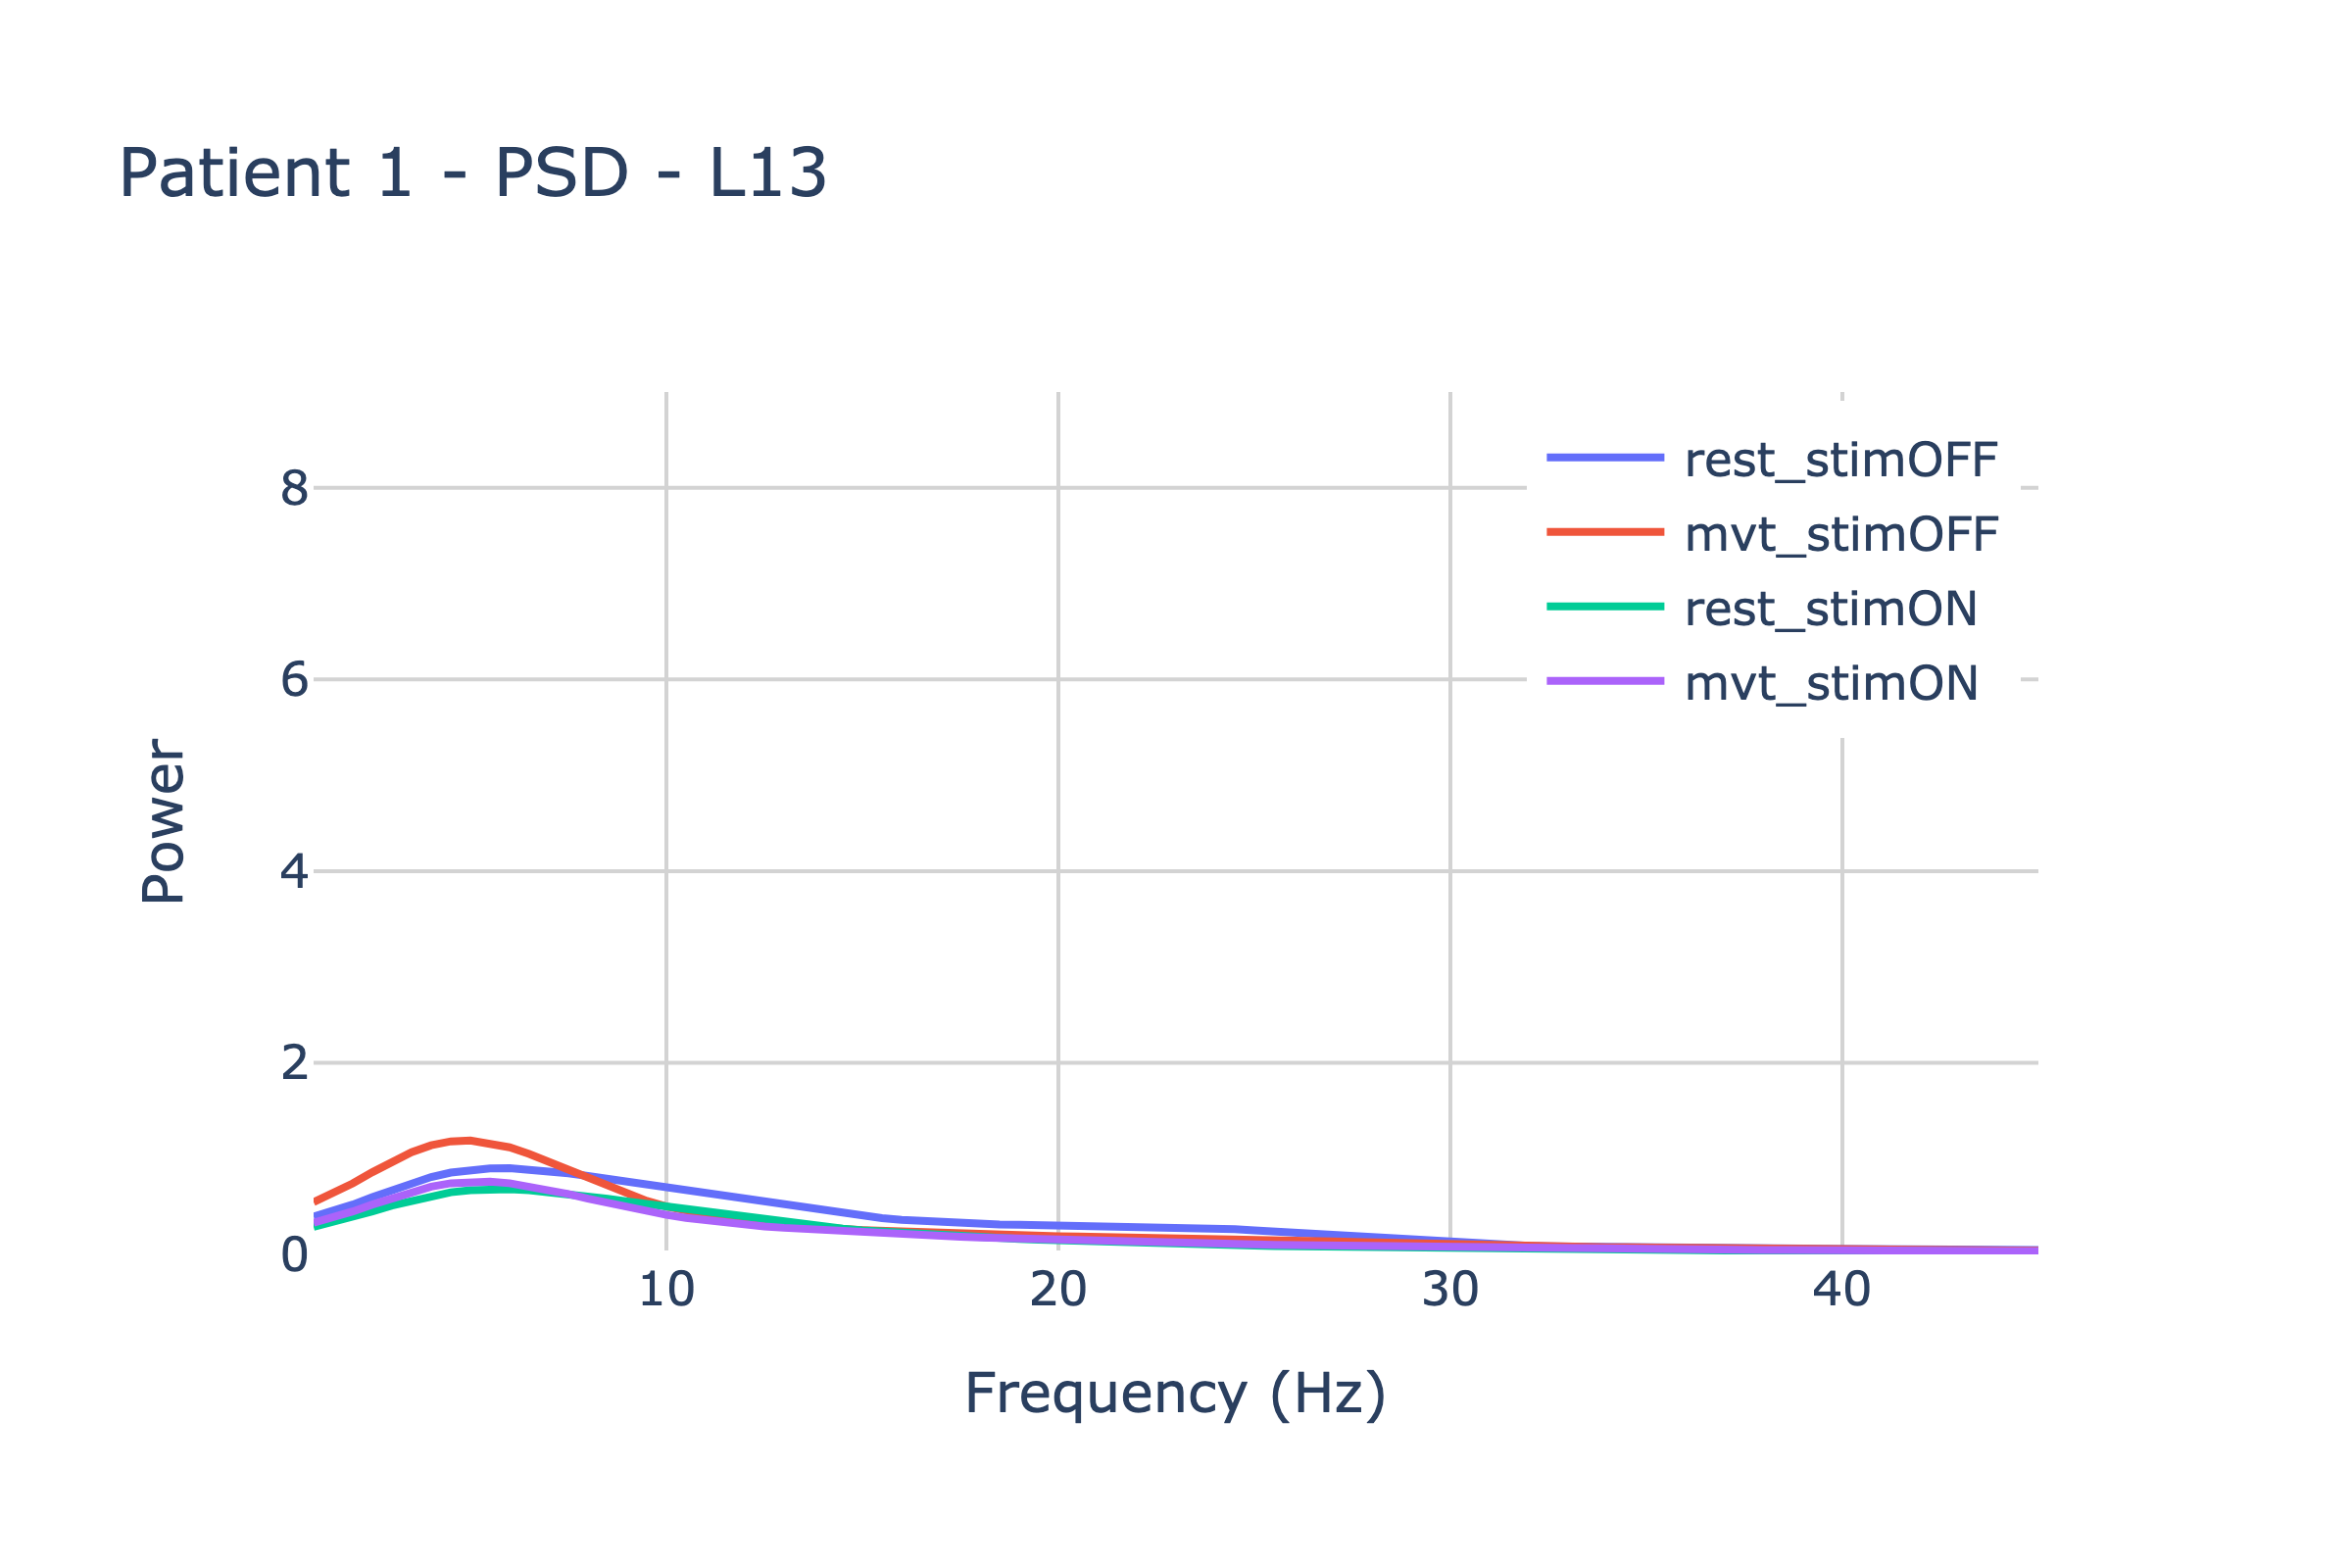 Patient 1 - PSD - L13
rest_stimOFF
mvt_stimOFF
rest_stimON
mvt_stimON
Power
8
6
4
2
0
10 20 30 40
Frequency (Hz)